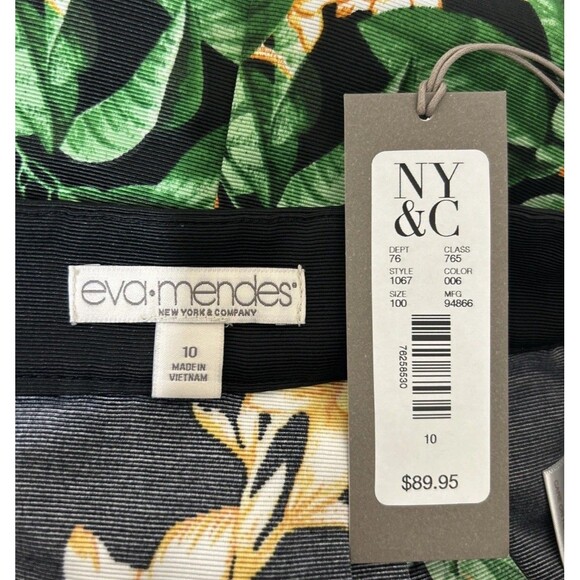 eva·mendes®
NEW YORK & COMPANY
10
MADE IN
VIETNAM
NY
&C
DEPT CLASS
76 765
STYLE COLOR
1067 006
SIZE MFG
100 94866
76258530
10
$89.95